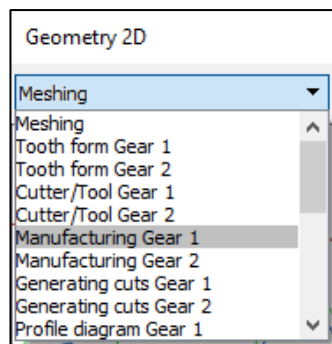 Geometry 2D
Meshing
Meshing
Tooth form Gear 1
Tooth form Gear 2
Cutter/Tool Gear 1
Cutter/Tool Gear 2
Manufacturing Gear 1
Manufacturing Gear 2
Generating cuts Gear 1
Generating cuts Gear 2
Profile diagram Gear 1